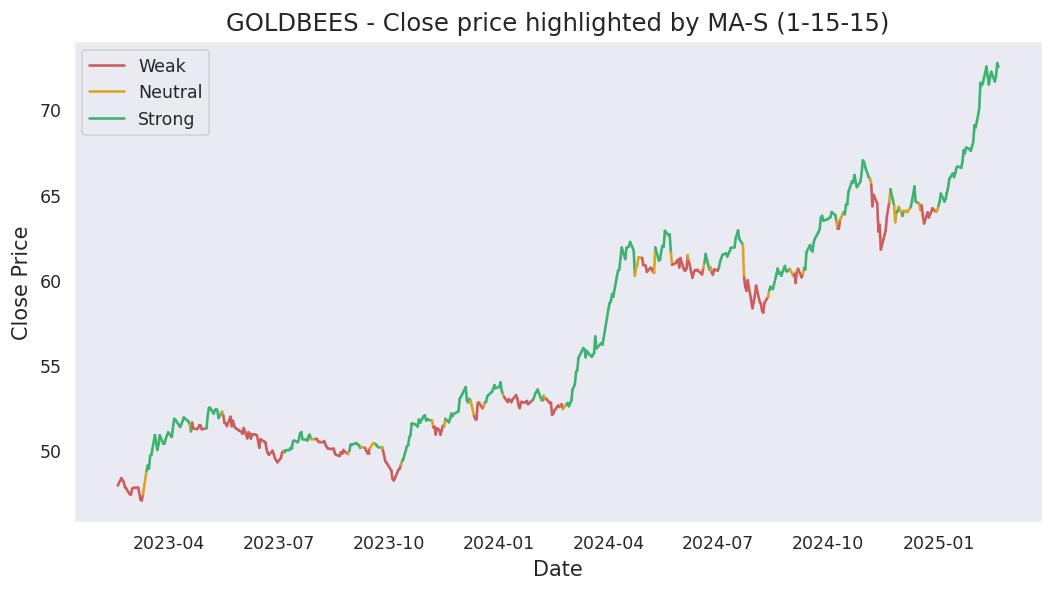 GOLDBEES - Close price highlighted by MA-S (1-15-15)
Weak
Neutral
Strong
Close Price
70
65
60
55
50
2023-04 2023-07 2023-10 2024-01 2024-04 2024-07 2024-10 2025-01
Date